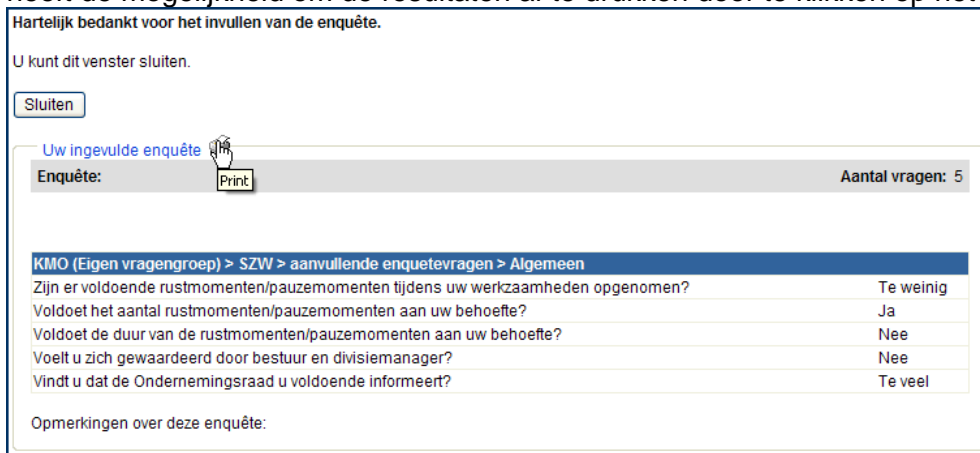 Hartelijk bedankt voor het invullen van de enquête.
U kunt dit venster sluiten.
Sluiten
Uw ingevulde enquête
Print
Enquête: Aantal vragen: 5
KMO (Eigen vragengroep) > SZW > aanvullende enquetevragen > Algemeen
Zijn er voldoende rustmomenten/pauzemomenten tijdens uw werkzaamheden opgenomen? Te weinig
Voldoet het aantal rustmomenten/pauzemomenten aan uw behoefte? Ja
Voldoet de duur van de rustmomenten/pauzemomenten aan uw behoefte? Nee
Voelt u zich gewaardeerd door bestuur en divisiemanager? Nee
Vindt u dat de Ondernemingsraad u voldoende informeert? Te veel
Opmerkingen over deze enquête: